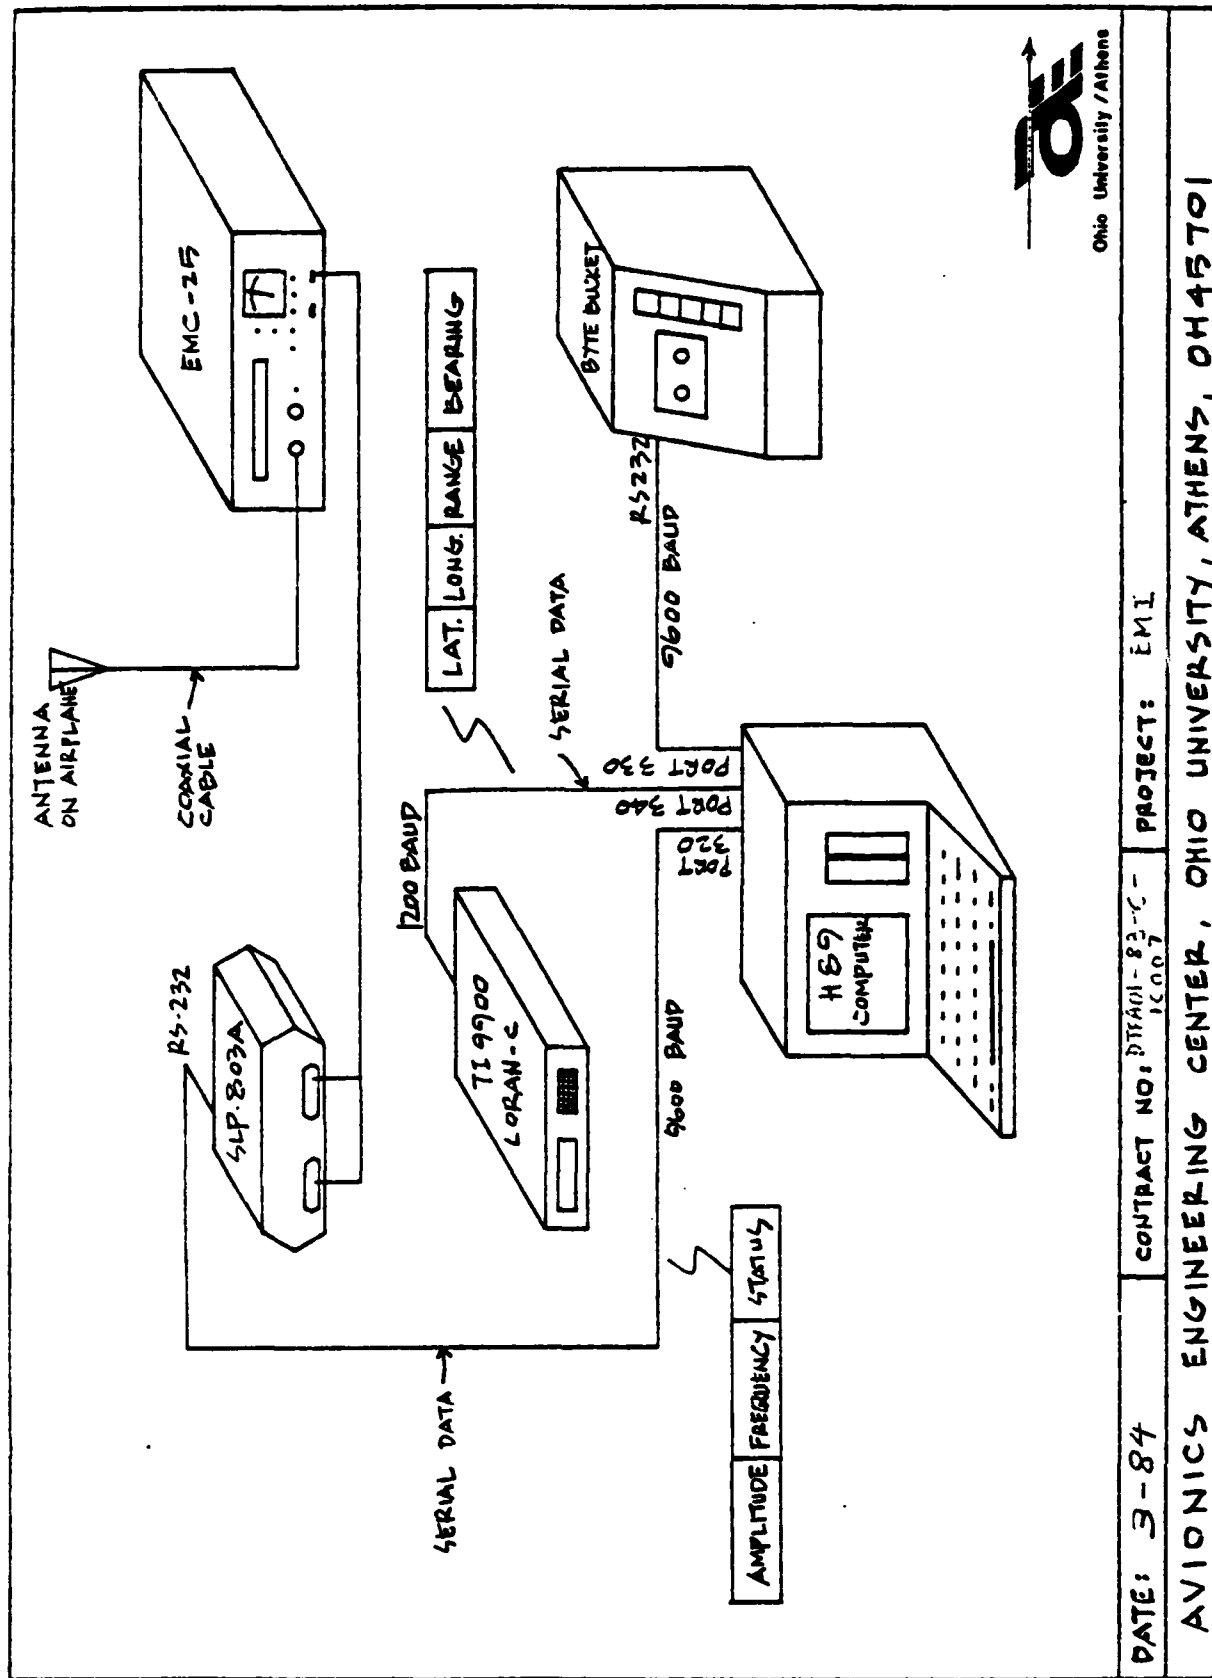 ANTENNA
ON AIRPLANE
COAXIAL
CABLE
EMC-25
RS-232
SLP-803A
SERIAL DATA
1200 BAUD
TI 9900
LORAN-C
LAT. LONG. RANGE BEARING
SERIAL DATA
BYTE BUCKET
RS232
9600 BAUD
9600 BAUD
PORT 330
PORT 340
PORT
320
AMPLITUDE FREQUENCY STATUS
H89
COMPUTER
Ohio University / Athens
DATE: 3-84
CONTRACT NO:
PROJECT: EMI
AVIONICS ENGINEERING CENTER, OHIO UNIVERSITY, ATHENS, OH 45701